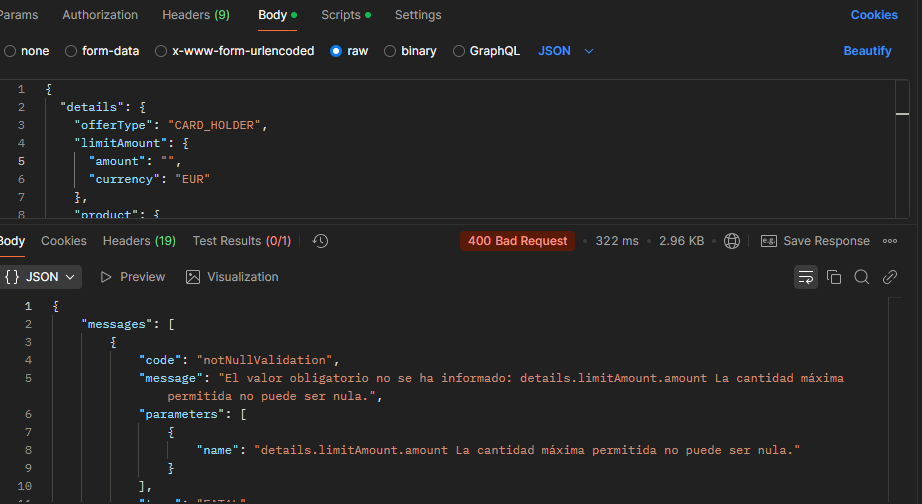 Params Authorization Headers (9) Body Scripts Settings Cookies
none form-data x-www-form-urlencoded raw binary GraphQL JSON Beautify
1 {
2 "details": {
3 "offerType": "CARD_HOLDER",
4 "limitAmount": {
5 "amount": "",
6 "currency": "EUR"
7 },
8 "product": {
Body Cookies Headers (19) Test Results (0/1) 400 Bad Request 322 ms 2.96 KB e.g. Save Response
{} JSON Preview Visualization
1 {
2 "messages": [
3 {
4 "code": "notNullValidation",
5 "message": "El valor obligatorio no se ha informado: details.limitAmount.amount La cantidad máxima
permitida no puede ser nula.",
6 "parameters": [
7 {
8 "name": "details.limitAmount.amount La cantidad máxima permitida no puede ser nula."
9 }
10 ],